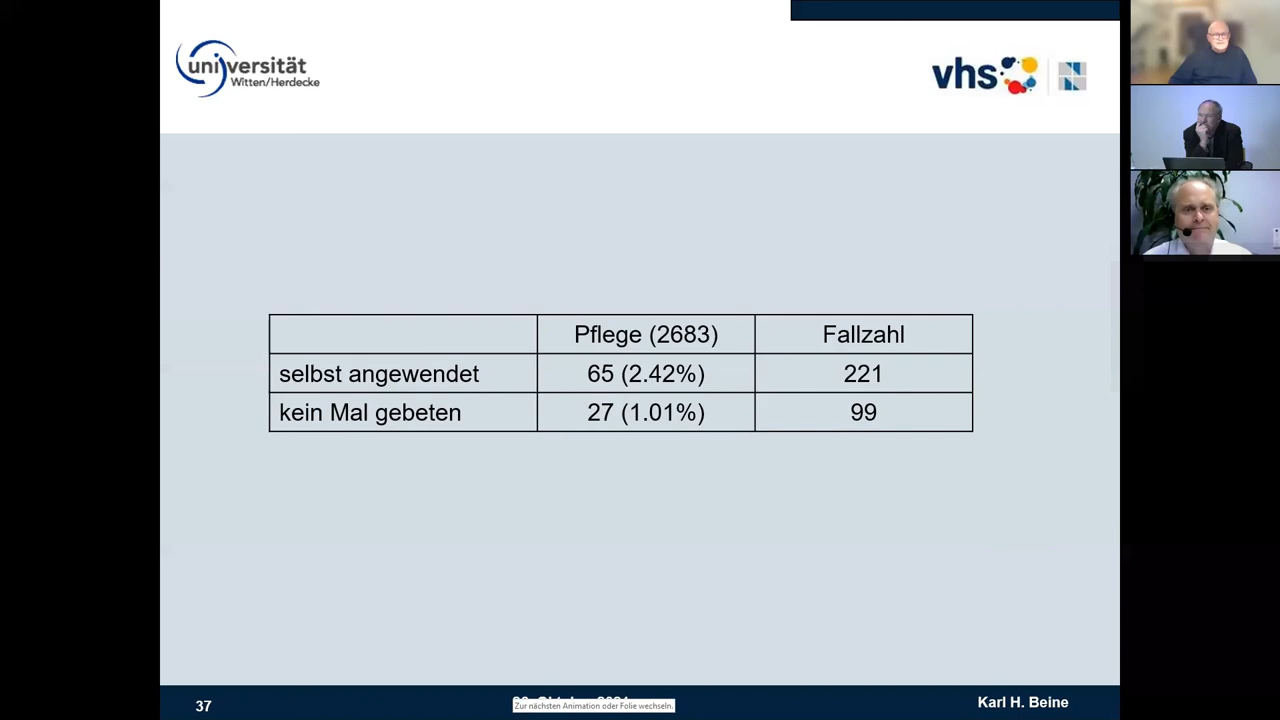 universität
Witten/Herdecke
vhs
Pflege (2683) Fallzahl
selbst angewendet 65 (2.42%) 221
kein Mal gebeten 27 (1.01%) 99
37
Zur nächsten Animation oder Folie wechseln.
Karl H. Beine